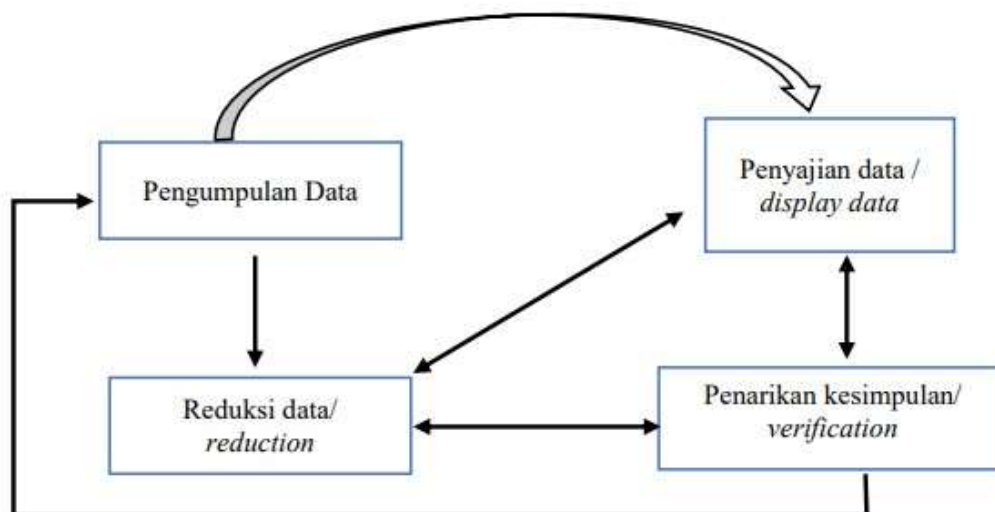 Pengumpulan Data
Penyajian data /
display data
Reduksi data/
reduction
Penarikan kesimpulan/
verification